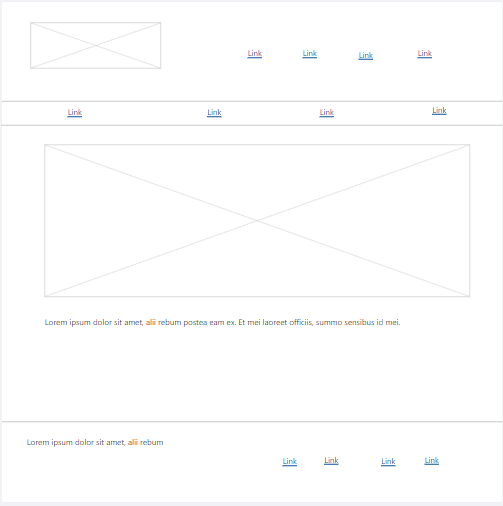 Link Link Link Link
Link Link Link Link
Lorem ipsum dolor sit amet, alii rebum postea eam ex. Et mei laoreet officiis, summo sensibus id mei.
Lorem ipsum dolor sit amet, alii rebum
Link Link Link Link